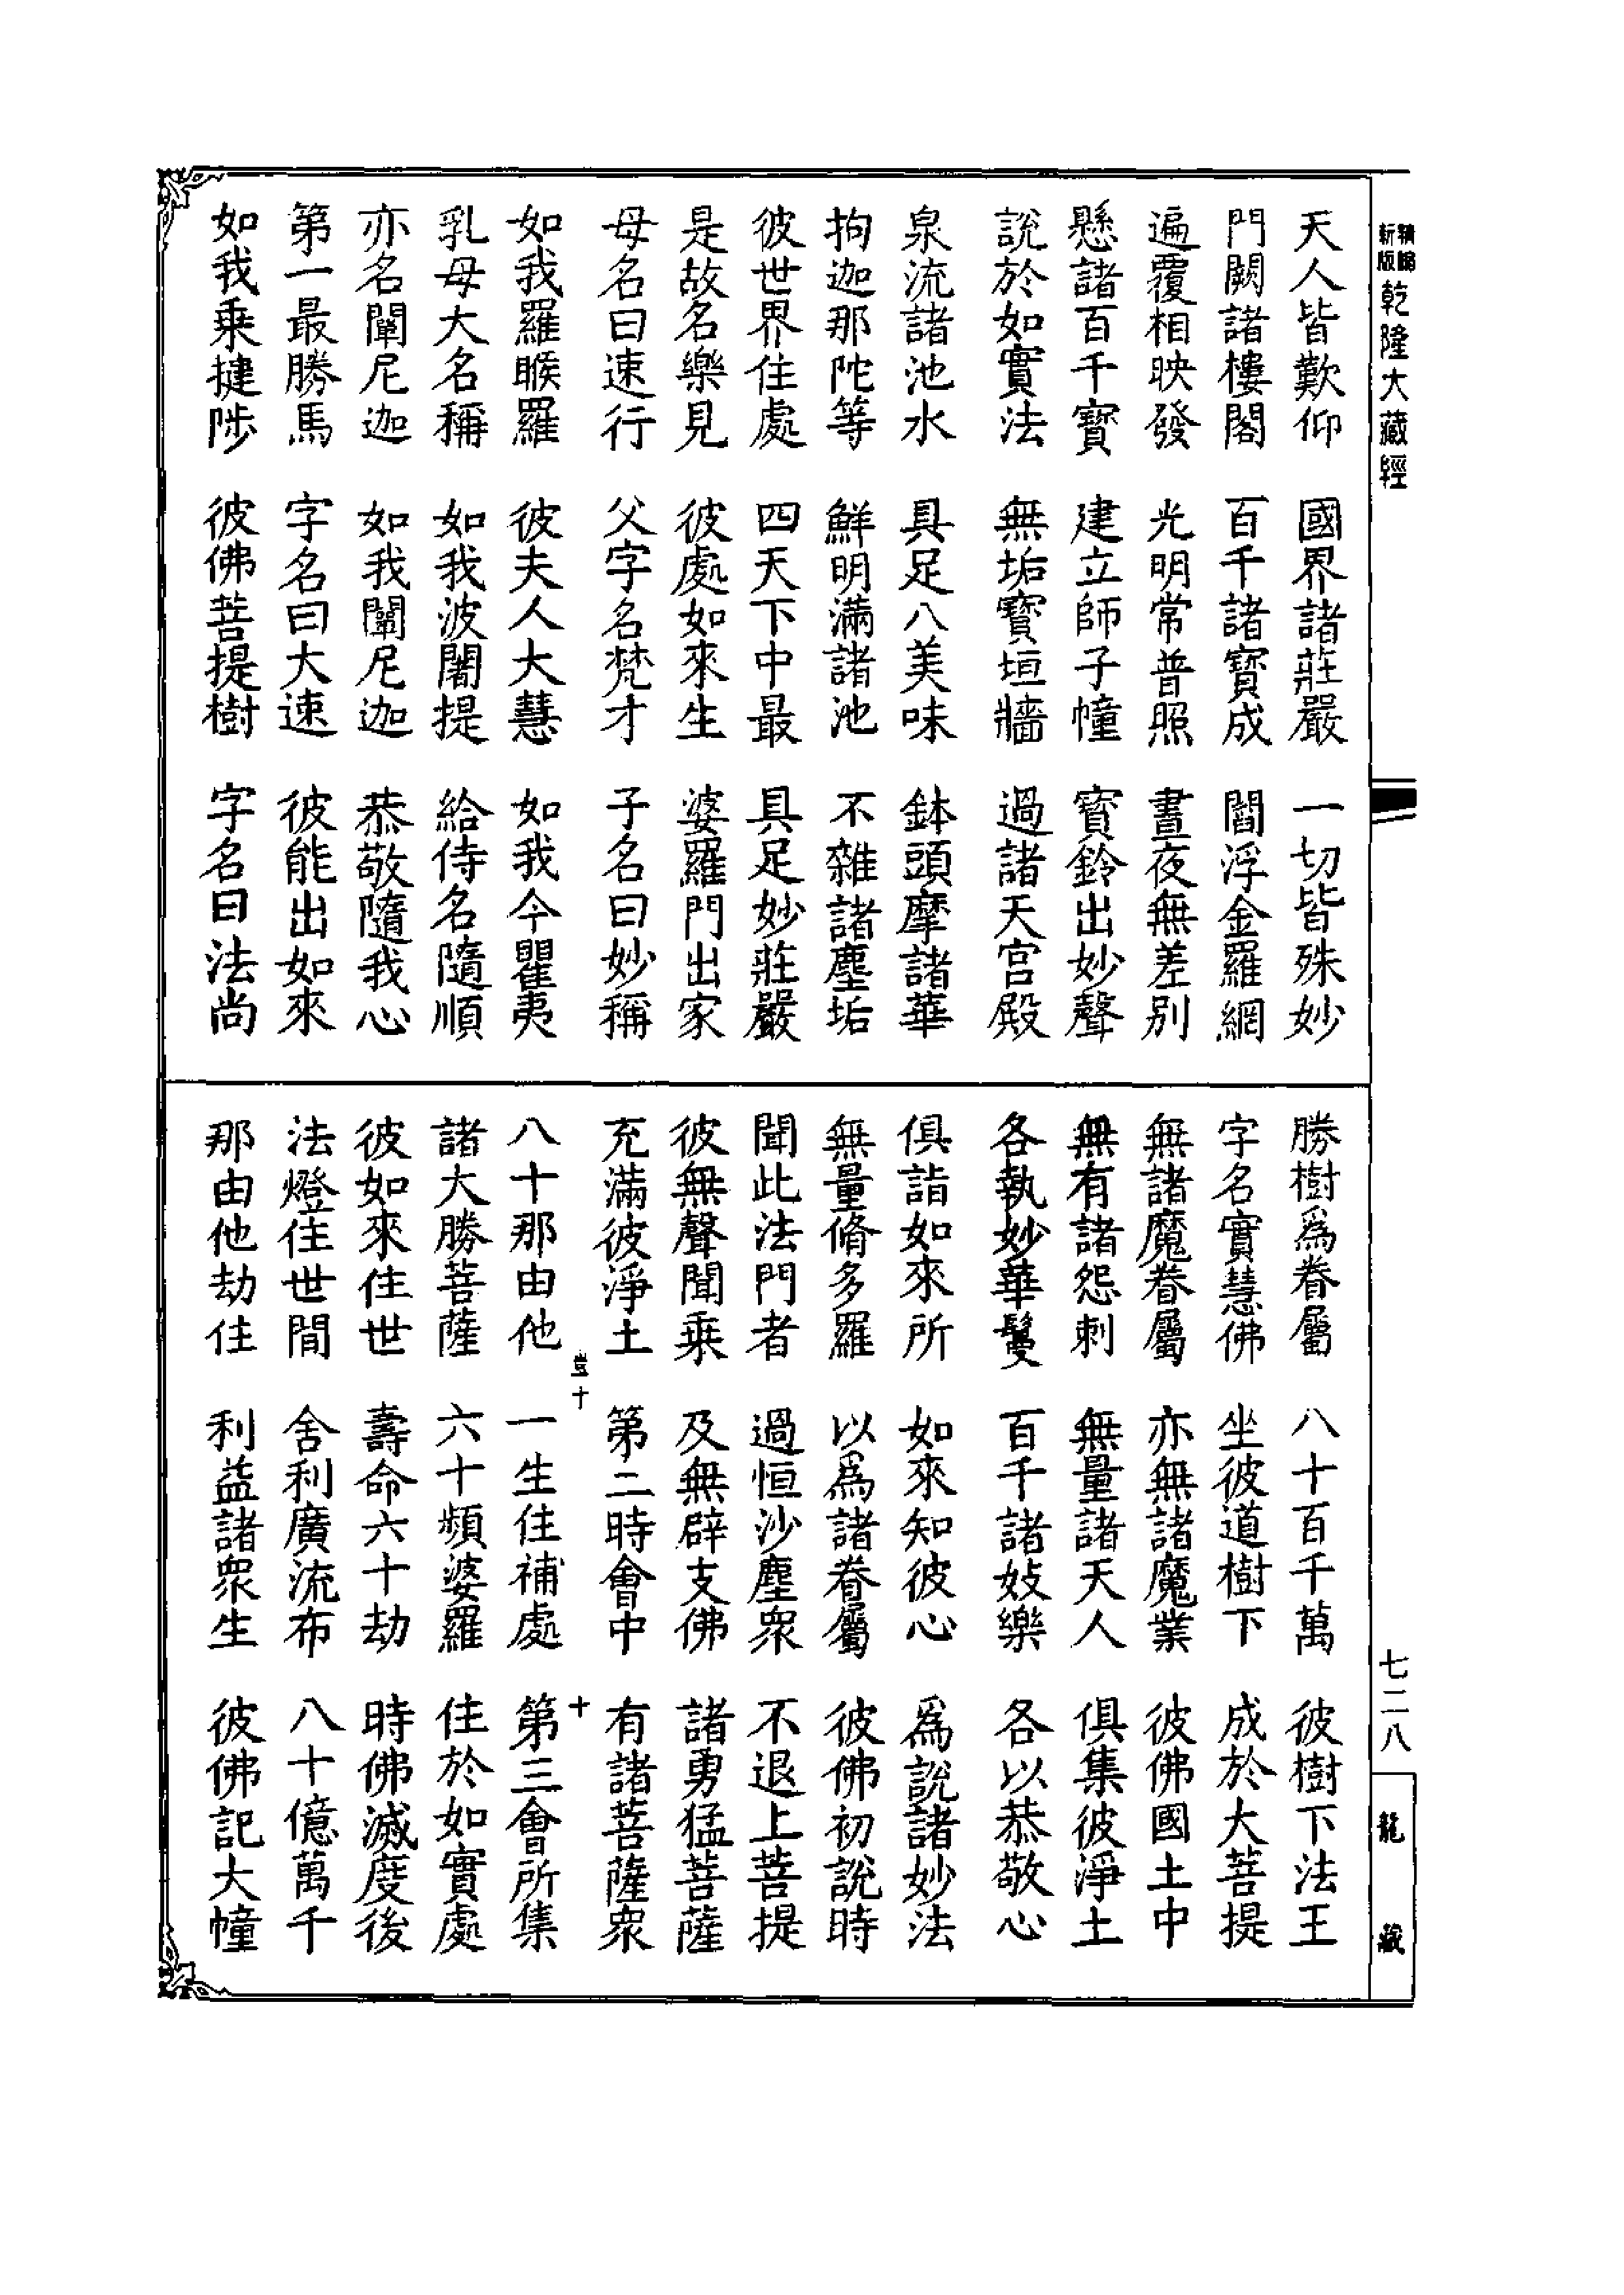 新版精編乾隆大藏經
天人皆歎仰 國界諸莊嚴 一切皆殊妙
門闕諸樓閣 百千諸寶成 閻浮金羅網
遍覆相映發 光明常普照 晝夜無差別
懸諸百千寶 建立師子幢 寶鈴出妙聲
說於如實法 無垢寶垣牆 過諸天宮殿
泉流諸池水 具足八美味 鉢頭摩諸華
拘迦那陀等 鮮明滿諸池 不雜諸塵垢
彼世界住處 四天下中最 具足妙莊嚴
是故名樂見 彼處如來生 婆羅門出家
母名曰速行 父字名梵才 子名曰妙稱
如我羅睺羅 彼夫人大慧 如我今瞿夷
乳母大名稱 如我波闍提 給侍名隨順
亦名闡尼迦 如我闡尼迦 恭敬隨我心
第一最勝馬 字名曰大速 彼能出如來
如我乘揵陟 彼佛菩提樹 字名曰法尚
勝樹爲眷屬 八十百千萬 彼樹下法王
字名實慧佛 坐彼道樹下 成於大菩提
無諸魔眷屬 亦無諸魔業 彼佛國土中
無有諸怨刺 無量諸天人 俱集彼淨土
各執妙華鬘 百千諸妓樂 各以恭敬心
俱詣如來所 如來知彼心 爲說諸妙法
無量脩多羅 以爲諸眷屬 彼佛初說時
聞此法門者 過恒沙塵衆 不退上菩提
彼無聲聞乘 及無辟支佛 諸勇猛菩薩
充滿彼淨土 第二時會中 有諸菩薩衆
豈十 十
八十那由他 一生住補處 第三會所集
諸大勝菩薩 六十頻婆羅 住於如實處
彼如來住世 壽命六十劫 時佛滅度後
法燈住世間 舍利廣流布 八十億萬千
那由他劫住 利益諸衆生 彼佛記大幢
七二八
龍藏